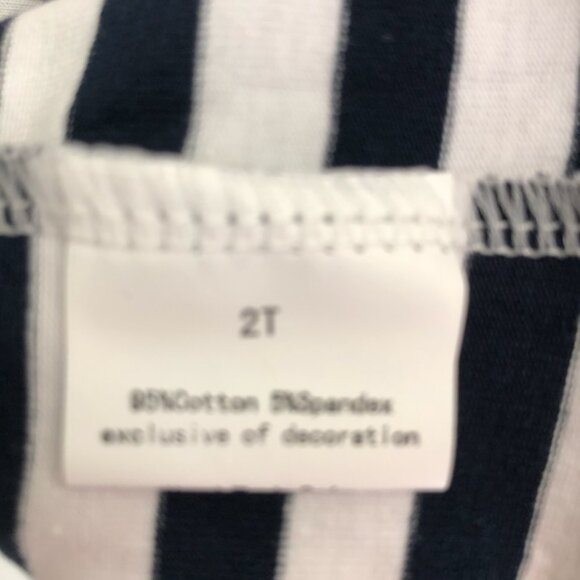 2T
95%Cotton 5%Spandex
exclusive of decoration